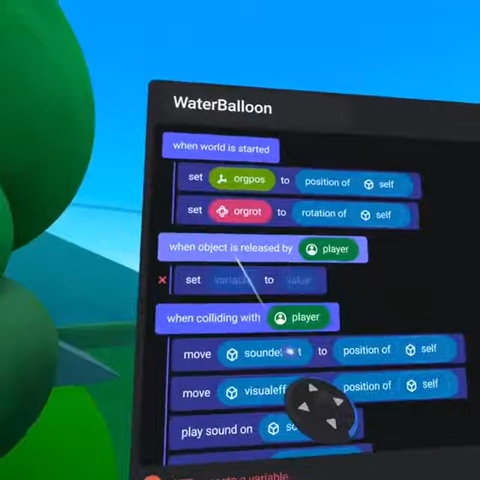 WaterBalloon
when world is started
set orgpos to position of self
set orgrot to rotation of self
when object is released by player
set variable to value
when colliding with player
move to position of self
move position of self
play sound on
a variable